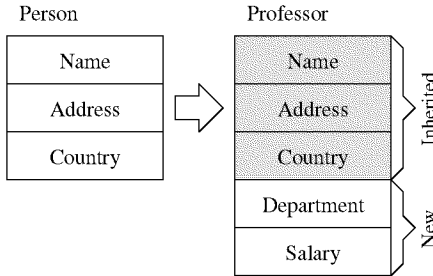 Person
Name
Address
Country
Professor
Name
Address
Country
Department
Salary
Inherited
New